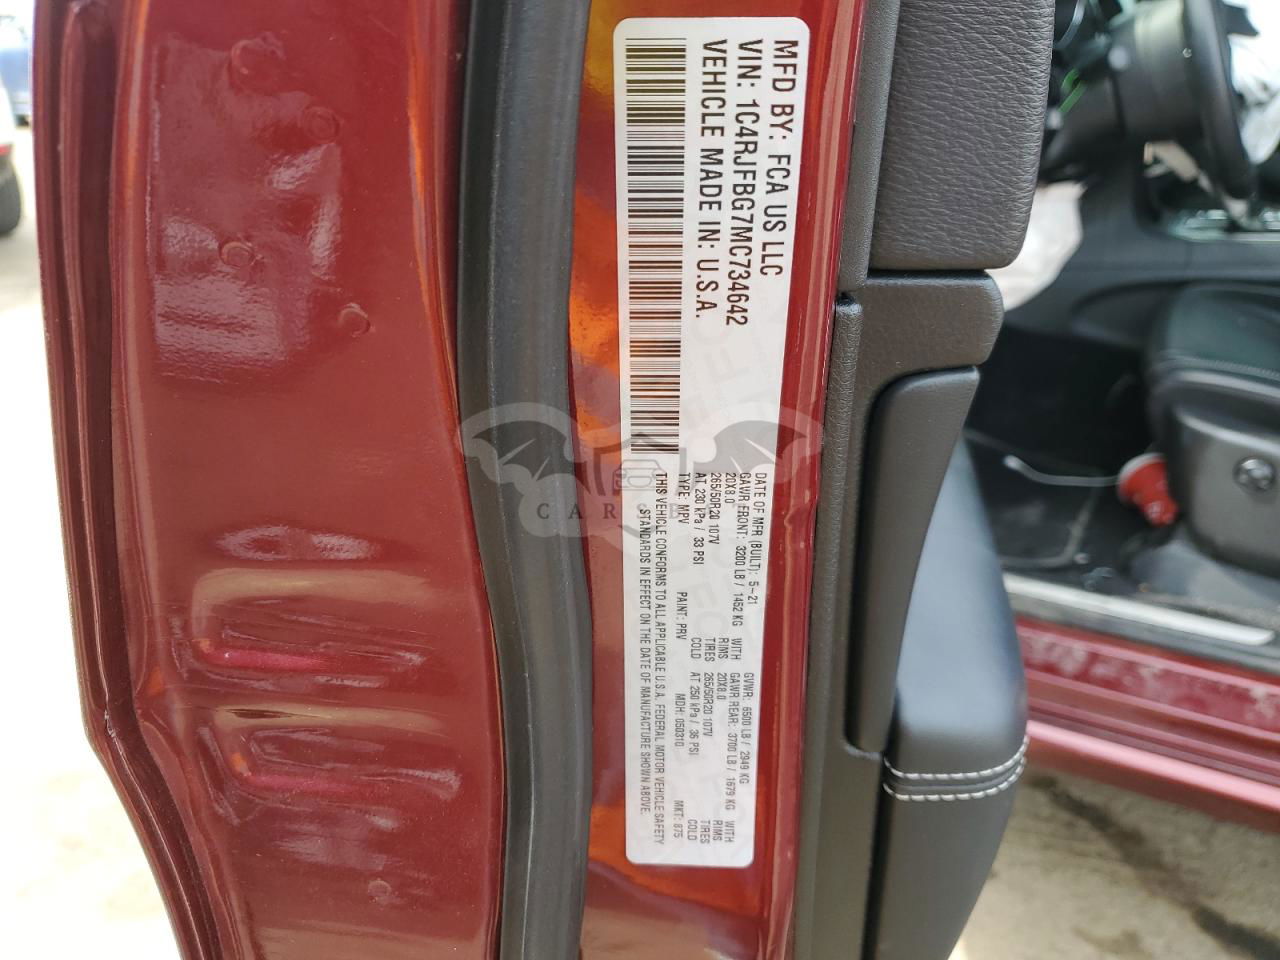 MFD BY: FCA US LLC
VIN: 1C4RJFBG7MC734642
VEHICLE MADE IN: U.S.A.
DATE OF MFR (BUILT): 5-21 GVWR: 6500 LB / 2949 KG
GAWR FRONT: 3200 LB / 1452 KG WITH GAWR REAR: 3700 LB / 1679 KG WITH
20X8.0 RIMS 20X8.0 RIMS
265/50R20 107V TIRES 265/50R20 107V TIRES
AT 230 kPa / 33 PSI COLD AT 250 kPa / 36 PSI COLD
TYPE: MPV PAINT: PRV MDH: 050310 MKT: 875
THIS VEHICLE CONFORMS TO ALL APPLICABLE U.S.A. FEDERAL MOTOR VEHICLE SAFETY
STANDARDS IN EFFECT ON THE DATE OF MANUFACTURE SHOWN ABOVE.